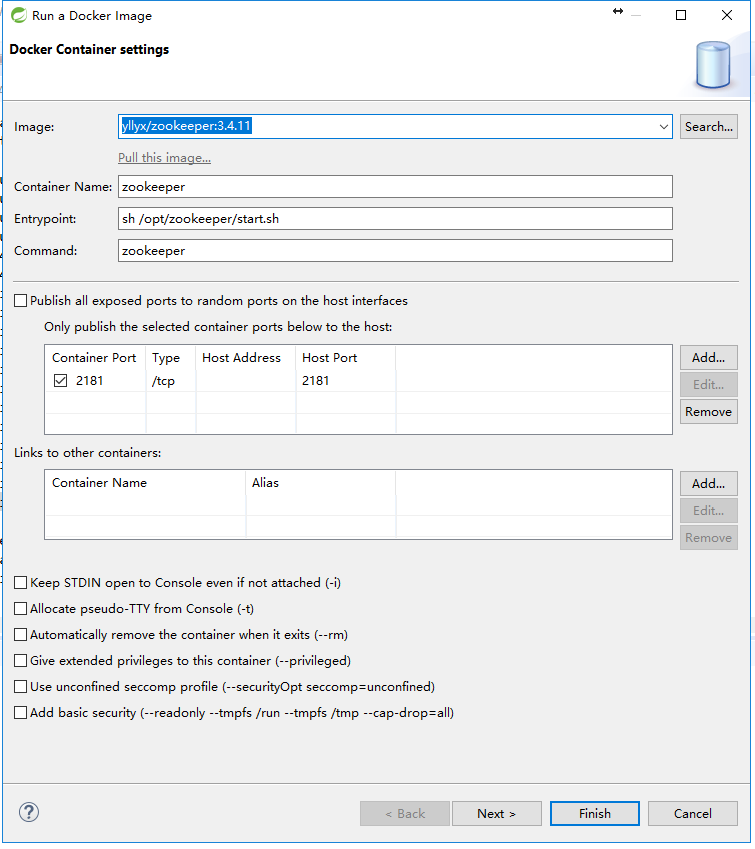 Run a Docker Image
Docker Container settings
Image: yllyx/zookeeper:3.4.11 Search...
Pull this image...
Container Name: zookeeper
Entrypoint: sh /opt/zookeeper/start.sh
Command: zookeeper
Publish all exposed ports to random ports on the host interfaces
Only publish the selected container ports below to the host:
Container Port Type Host Address Host Port Add...
2181 /tcp 2181
Edit...
Remove
Links to other containers:
Container Name Alias Add...
Edit...
Remove
Keep STDIN open to Console even if not attached (-i)
Allocate pseudo-TTY from Console (-t)
Automatically remove the container when it exits (--rm)
Give extended privileges to this container (--privileged)
Use unconfined seccomp profile (--securityOpt seccomp=unconfined)
Add basic security (--readonly --tmpfs /run --tmpfs /tmp --cap-drop=all)
? < Back Next > Finish Cancel